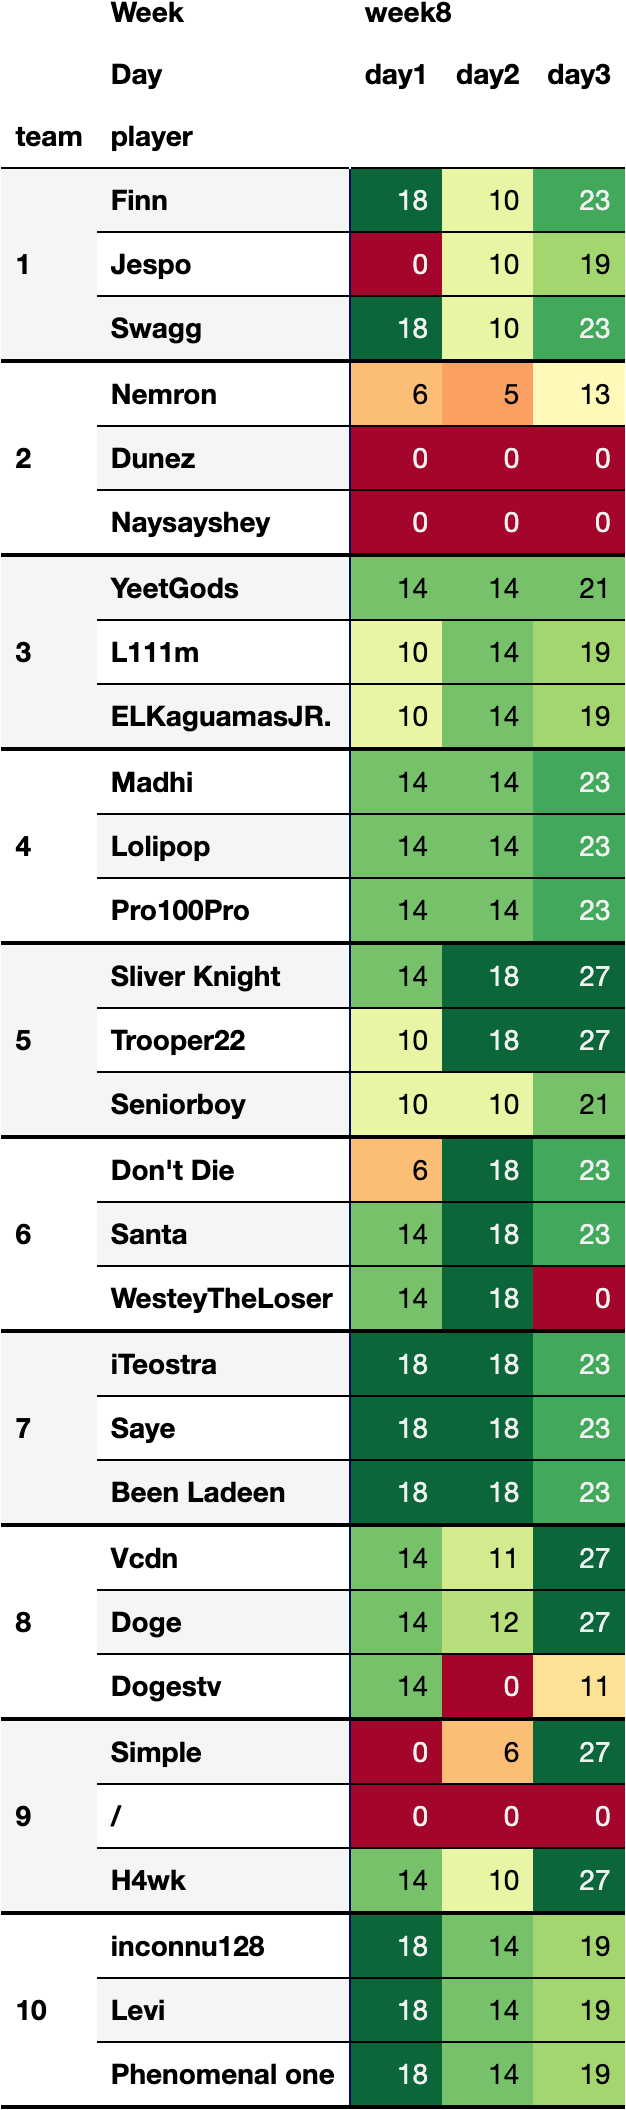 Week week8
Day day1 day2 day3
team player
Finn 18 10 23
1 Jespo 0 10 19
Swagg 18 10 23
Nemron 6 5 13
2 Dunez 0 0 0
Naysayshey 0 0 0
YeetGods 14 14 21
3 L111m 10 14 19
ELKaguamasJR. 10 14 19
Madhi 14 14 23
4 Lolipop 14 14 23
Pro100Pro 14 14 23
Sliver Knight 14 18 27
5 Trooper22 10 18 27
Seniorboy 10 10 21
Don't Die 6 18 23
6 Santa 14 18 23
WesteyTheLoser 14 18 0
iTeostra 18 18 23
7 Saye 18 18 23
Been Ladeen 18 18 23
Vcdn 14 11 27
8 Doge 14 12 27
Dogestv 14 0 11
Simple 0 6 27
9 / 0 0 0
H4wk 14 10 27
inconnu128 18 14 19
10 Levi 18 14 19
Phenomenal one 18 14 19